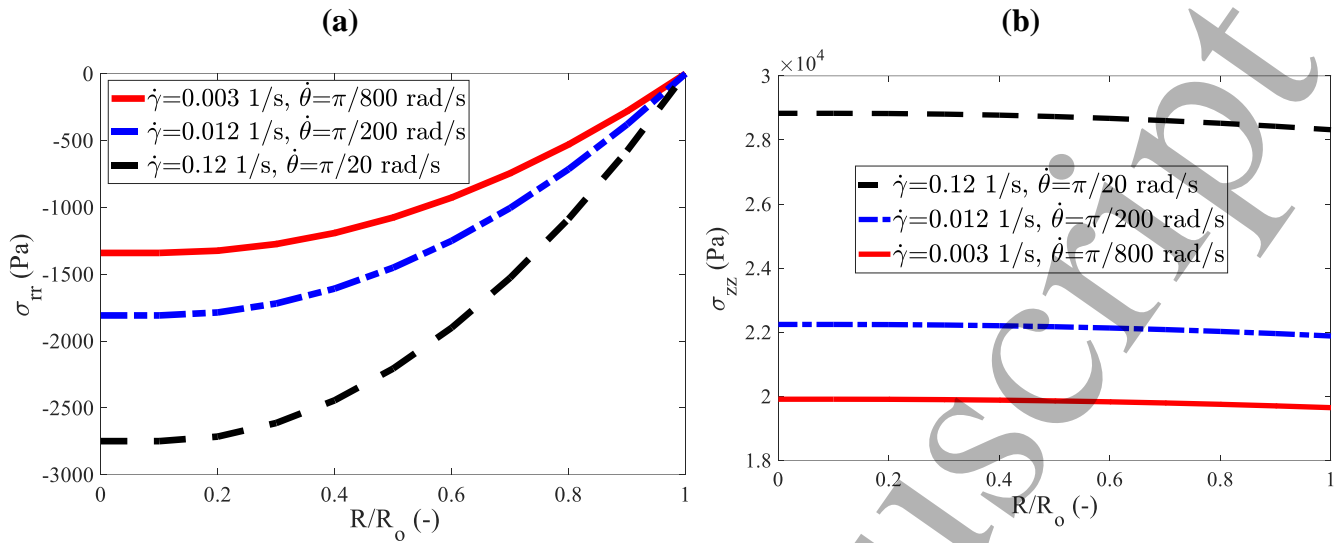 (a)
0
-500
-1000
-1500
-2000
-2500
-3000
σrr (Pa)
γ̇=0.003 1/s, θ̇=π/800 rad/s
γ̇=0.012 1/s, θ̇=π/200 rad/s
γ̇=0.12 1/s, θ̇=π/20 rad/s
0 0.2 0.4 0.6 0.8 1
R/Ro (-)
(b)
×10⁴
3
2.8
2.6
2.4
2.2
2
1.8
σzz (Pa)
γ̇=0.12 1/s, θ̇=π/20 rad/s
γ̇=0.012 1/s, θ̇=π/200 rad/s
γ̇=0.003 1/s, θ̇=π/800 rad/s
0 0.2 0.4 0.6 0.8 1
R/Ro (-)
uscript